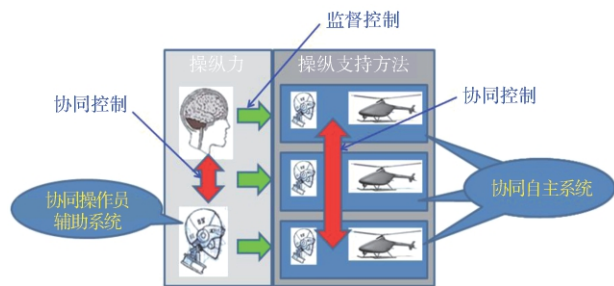 监督控制
操纵力
操纵支持方法
协同控制
协同控制
协同操作员
辅助系统
协同自主系统